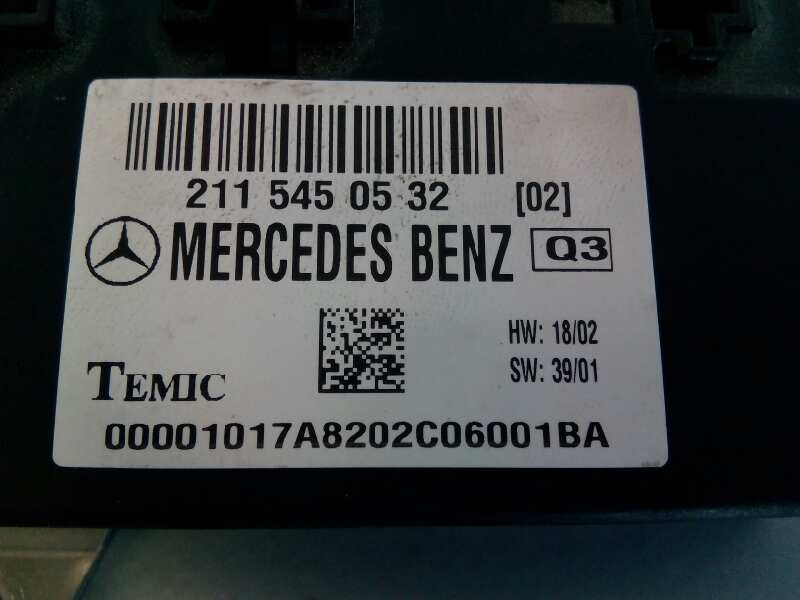 211 545 05 32 [02]
MERCEDES BENZ Q3
HW: 18/02
SW: 39/01
TEMIC
00001017A8202C06001BA